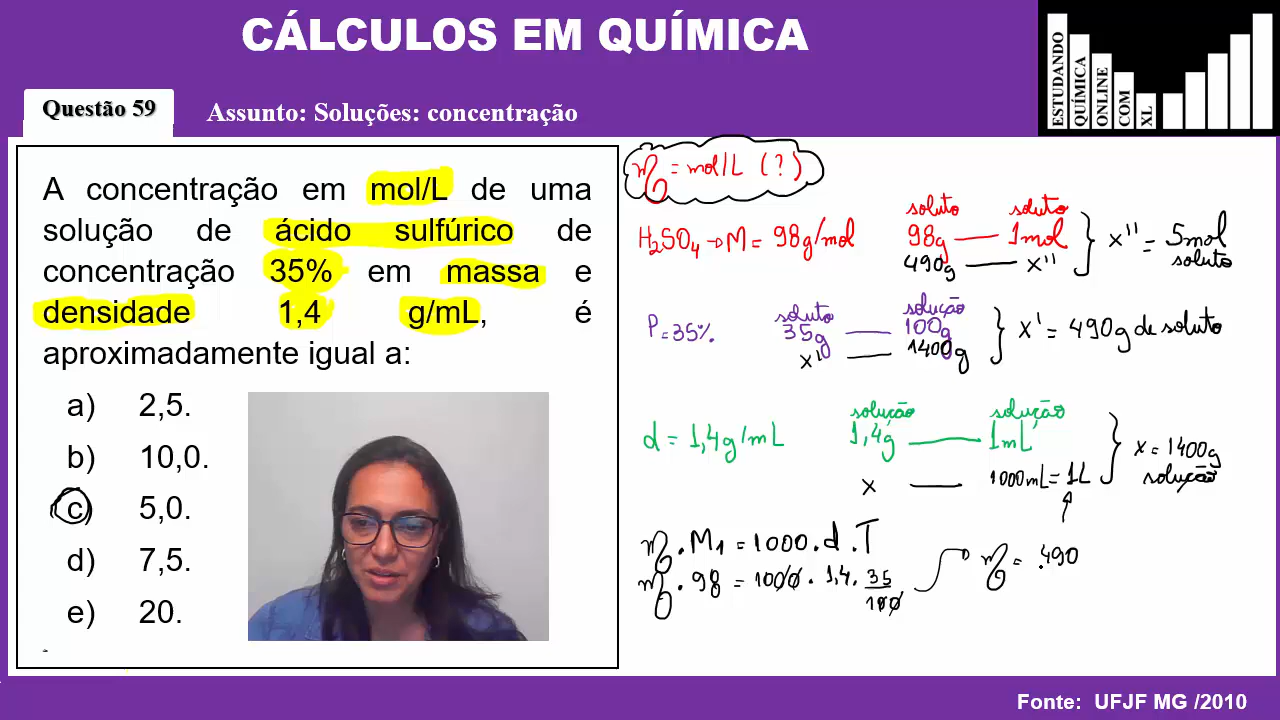 CÁLCULOS EM QUÍMICA
ESTUDANDO
QUÍMICA
ONLINE
COM
XL
Questão 59
Assunto: Soluções: concentração
A concentração em mol/L de uma
solução de ácido sulfúrico de
concentração 35% em massa e
densidade 1,4 g/mL, é
aproximadamente igual a:
a) 2,5.
b) 10,0.
c) 5,0.
d) 7,5.
e) 20.
η = mol/L (?)
soluto soluto
H₂SO₄ → M = 98g/mol 98g — 1mol
490g — x'' } x'' = 5mol
soluto
soluto solução
P = 35% 35g — 100g
x' — 1400g } x' = 490g de soluto
solução solução
d = 1,4g/mL 1,4g — 1mL
x — 1000mL = 1L } x = 1400g
solução
η . M₁ = 1000 . d . T
η . 98 = 1000 . 1,4 . 35/100 → η = 490
Fonte: UFJF MG /2010